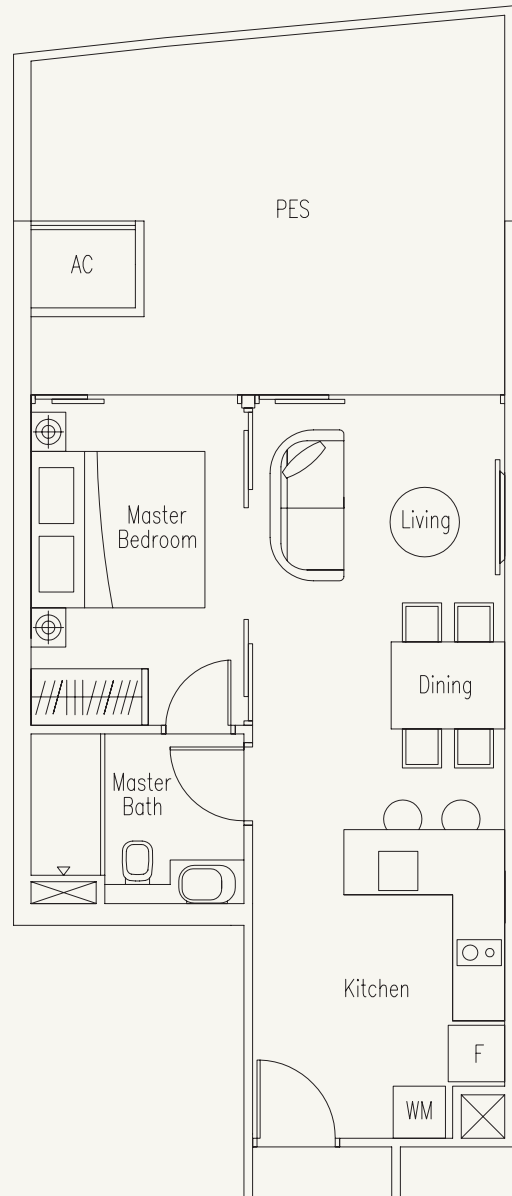 PES
AC
Master
Bedroom
Living
Dining
Master
Bath
Kitchen
F
WM